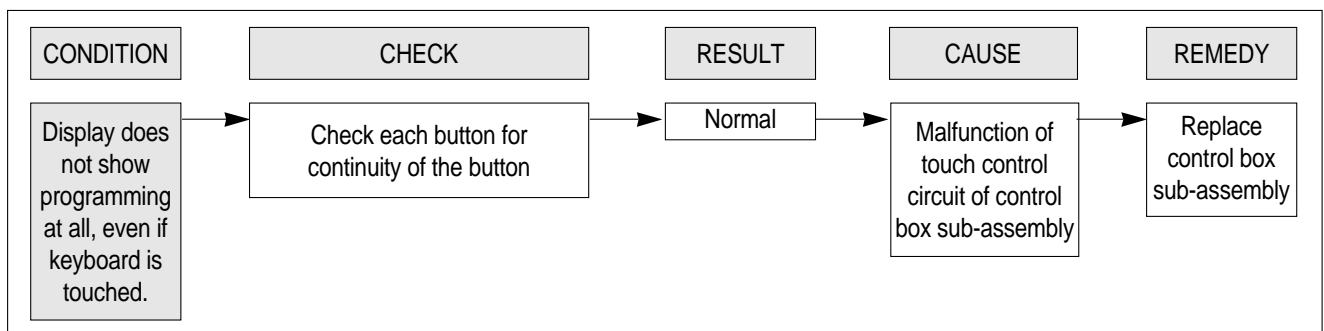 CONDITION
CHECK
RESULT
CAUSE
REMEDY
Display does
not show
programming
at all, even if
keyboard is
touched.
Check each button for
continuity of the button
Normal
Malfunction of
touch control
circuit of control
box sub-assembly
Replace
control box
sub-assembly